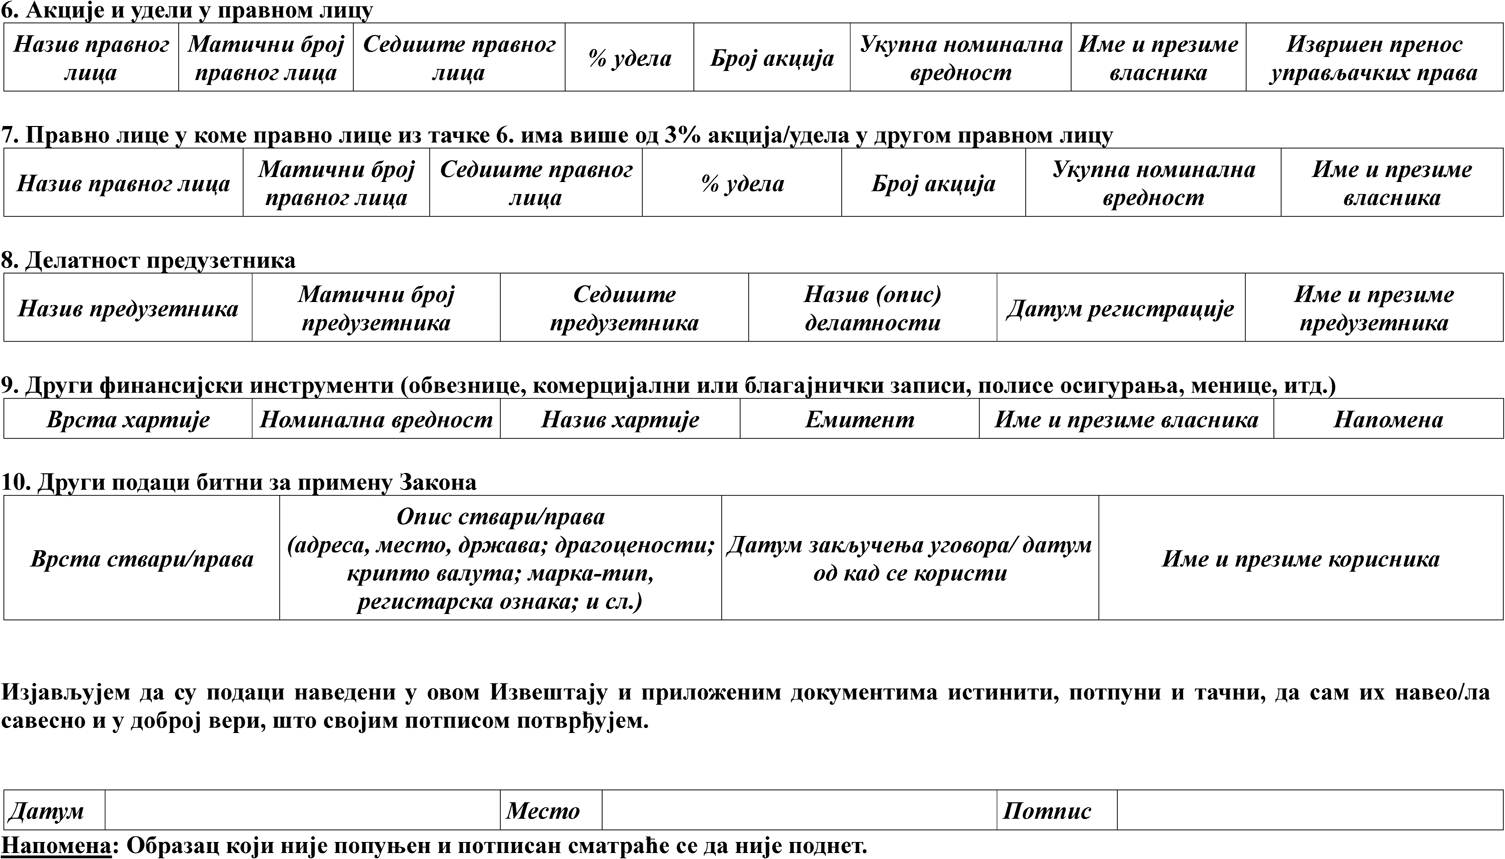 6. Акције и удели у правном лицу
Назив правног лица Матични број правног лица Седиште правног лица % удела Број акција Укупна номинална вредност Име и презиме власника Извршен пренос управљачких права
7. Правно лице у коме правно лице из тачке 6. има више од 3% акција/удела у другом правном лицу
Назив правног лица Матични број правног лица Седиште правног лица % удела Број акција Укупна номинална вредност Име и презиме власника
8. Делатност предузетника
Назив предузетника Матични број предузетника Седиште предузетника Назив (опис) делатности Датум регистрације Име и презиме предузетника
9. Други финансијски инструменти (обвезнице, комерцијални или благајнички записи, полисе осигурања, менице, итд.)
Врста хартије Номинална вредност Назив хартије Емитент Име и презиме власника Напомена
10. Други подаци битни за примену Закона
Врста ствари/права Опис ствари/права (адреса, место, држава; драгоцености; крипто валута; марка-тип, регистарска ознака; и сл.) Датум закључења уговора/ датум од кад се користи Име и презиме корисника
Изјављујем да су подаци наведени у овом Извештају и приложеним документима истинити, потпуни и тачни, да сам их навео/ла
савесно и у доброј вери, што својим потписом потврђујем.
Датум Место Потпис
Напомена: Образац који није попуњен и потписан сматраће се да није поднет.